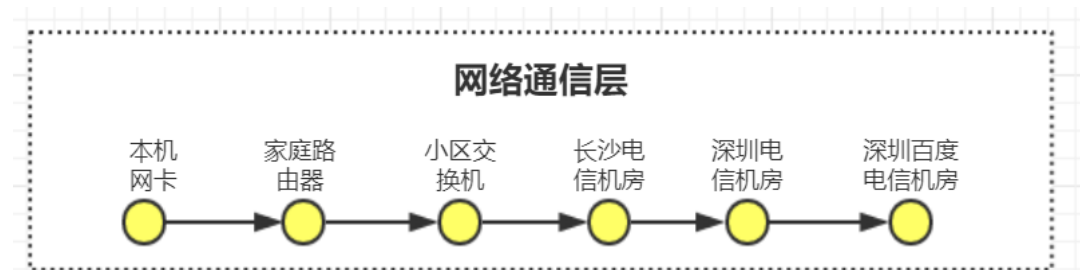 网络通信层
本机 家庭路 小区交 长沙电 深圳电 深圳百度
网卡 由器 换机 信机房 信机房 电信机房